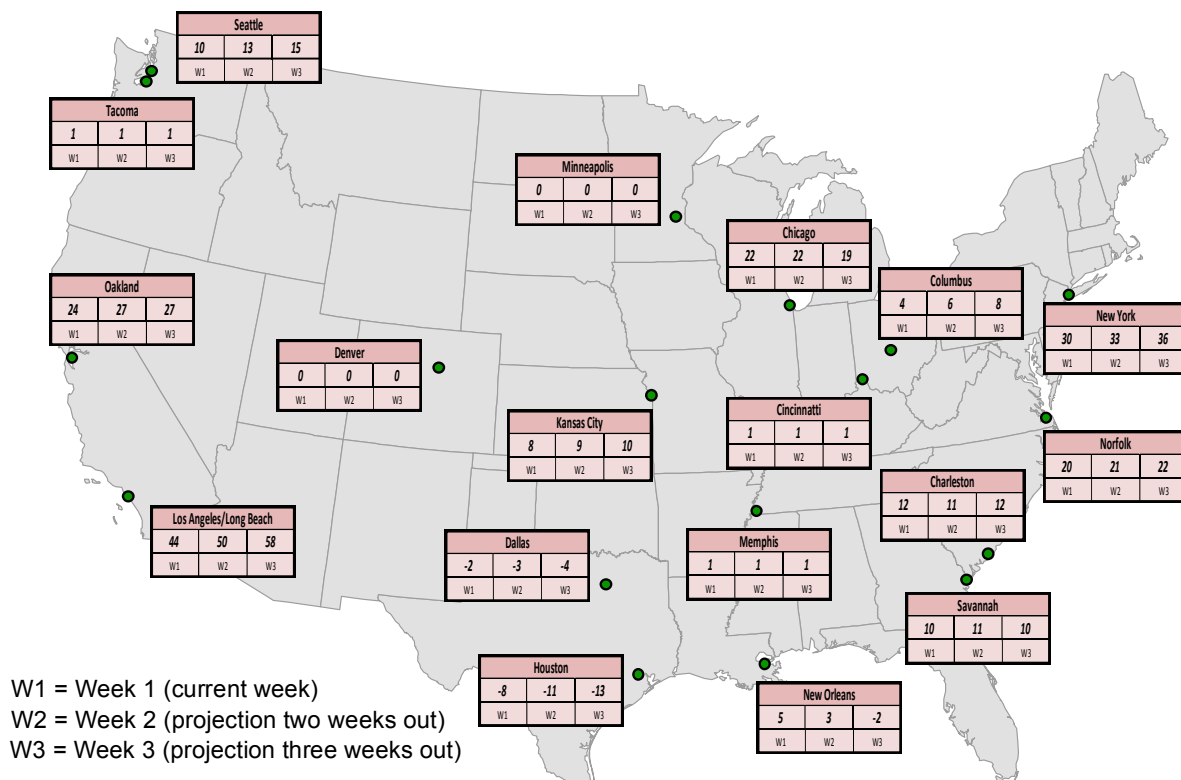 Seattle
10 13 15
W1 W2 W3
Tacoma
1 1 1
W1 W2 W3
Minneapolis
0 0 0
W1 W2 W3
Chicago
22 22 19
W1 W2 W3
Columbus
4 6 8
W1 W2 W3
Oakland
24 27 27
W1 W2 W3
New York
30 33 36
W1 W2 W3
Denver
0 0 0
W1 W2 W3
Kansas City
8 9 10
W1 W2 W3
Cincinnatti
1 1 1
W1 W2 W3
Norfolk
20 21 22
W1 W2 W3
Charleston
12 11 12
W1 W2 W3
Los Angeles/Long Beach
44 50 58
W1 W2 W3
Dallas
-2 -3 -4
W1 W2 W3
Memphis
1 1 1
W1 W2 W3
Savannah
10 11 10
W1 W2 W3
Houston
-8 -11 -13
W1 W2 W3
New Orleans
5 3 -2
W1 W2 W3
W1 = Week 1 (current week)
W2 = Week 2 (projection two weeks out)
W3 = Week 3 (projection three weeks out)